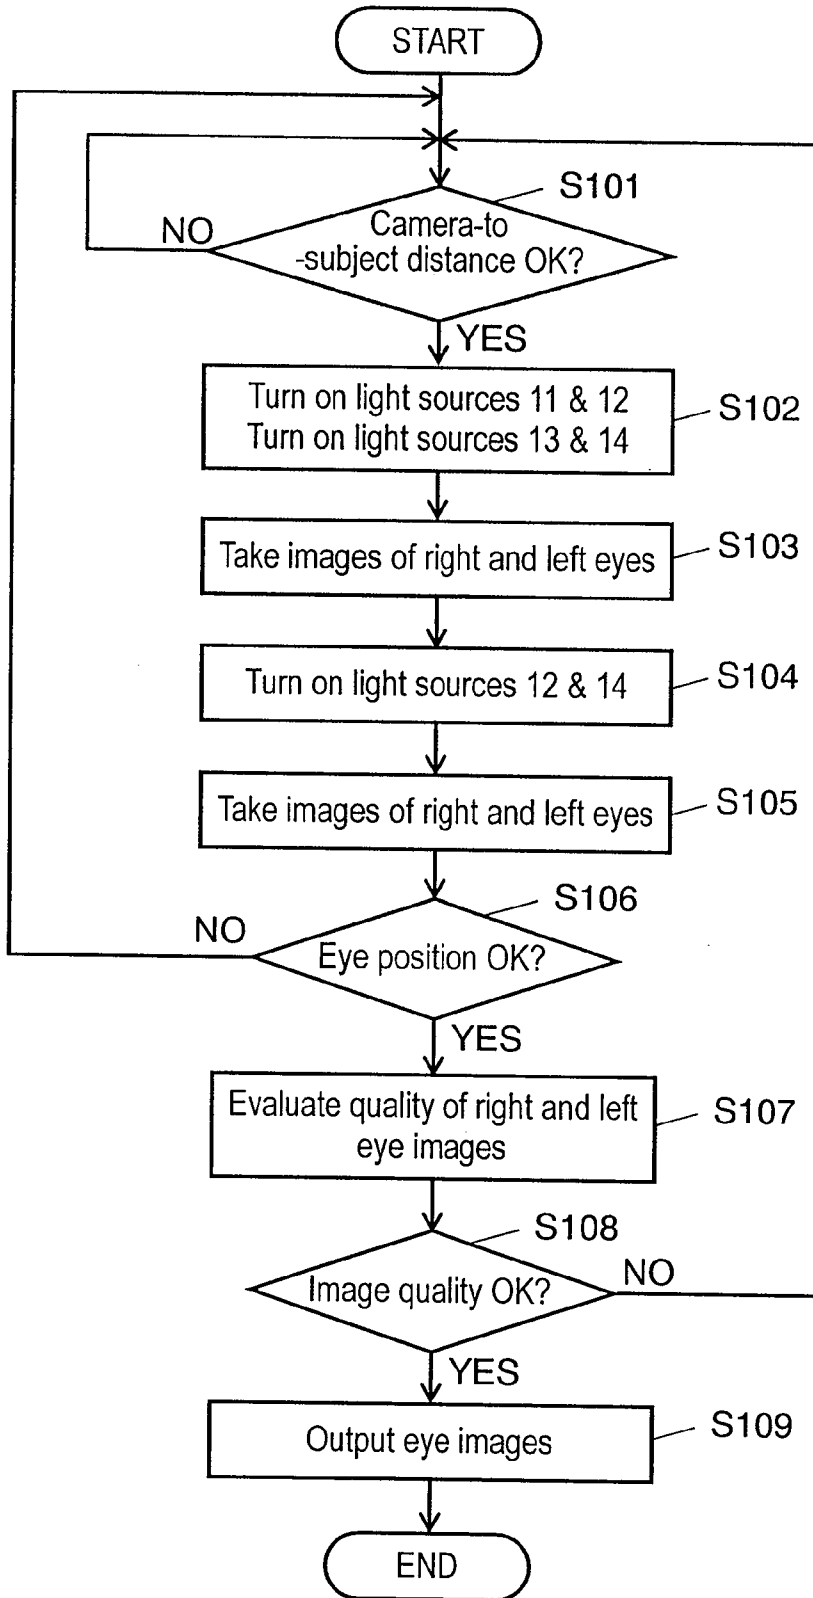 START
S101
NO
Camera-to
-subject distance OK?
YES
Turn on light sources 11 & 12
Turn on light sources 13 & 14
S102
Take images of right and left eyes
S103
Turn on light sources 12 & 14
S104
Take images of right and left eyes
S105
S106
NO
Eye position OK?
YES
Evaluate quality of right and left
eye images
S107
S108
Image quality OK?
NO
YES
Output eye images
S109
END